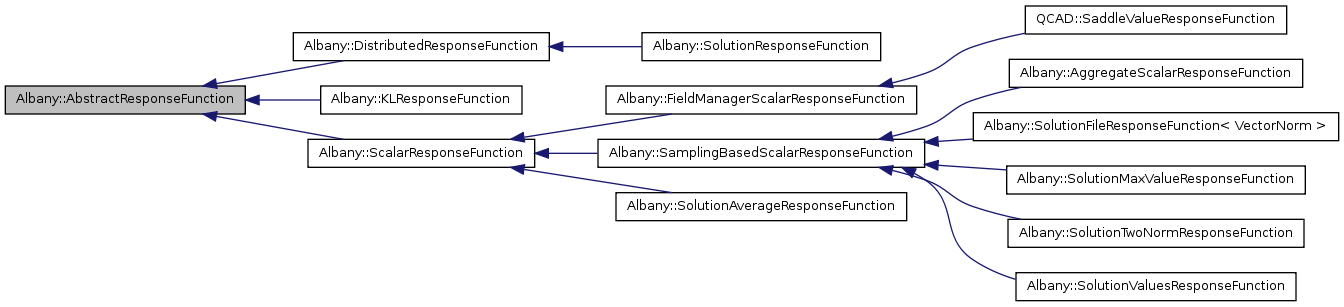 QCAD::SaddleValueResponseFunction
Albany::DistributedResponseFunction
Albany::SolutionResponseFunction
Albany::AggregateScalarResponseFunction
Albany::AbstractResponseFunction
Albany::KLResponseFunction
Albany::FieldManagerScalarResponseFunction
Albany::SolutionFileResponseFunction< VectorNorm >
Albany::ScalarResponseFunction
Albany::SamplingBasedScalarResponseFunction
Albany::SolutionMaxValueResponseFunction
Albany::SolutionAverageResponseFunction
Albany::SolutionTwoNormResponseFunction
Albany::SolutionValuesResponseFunction